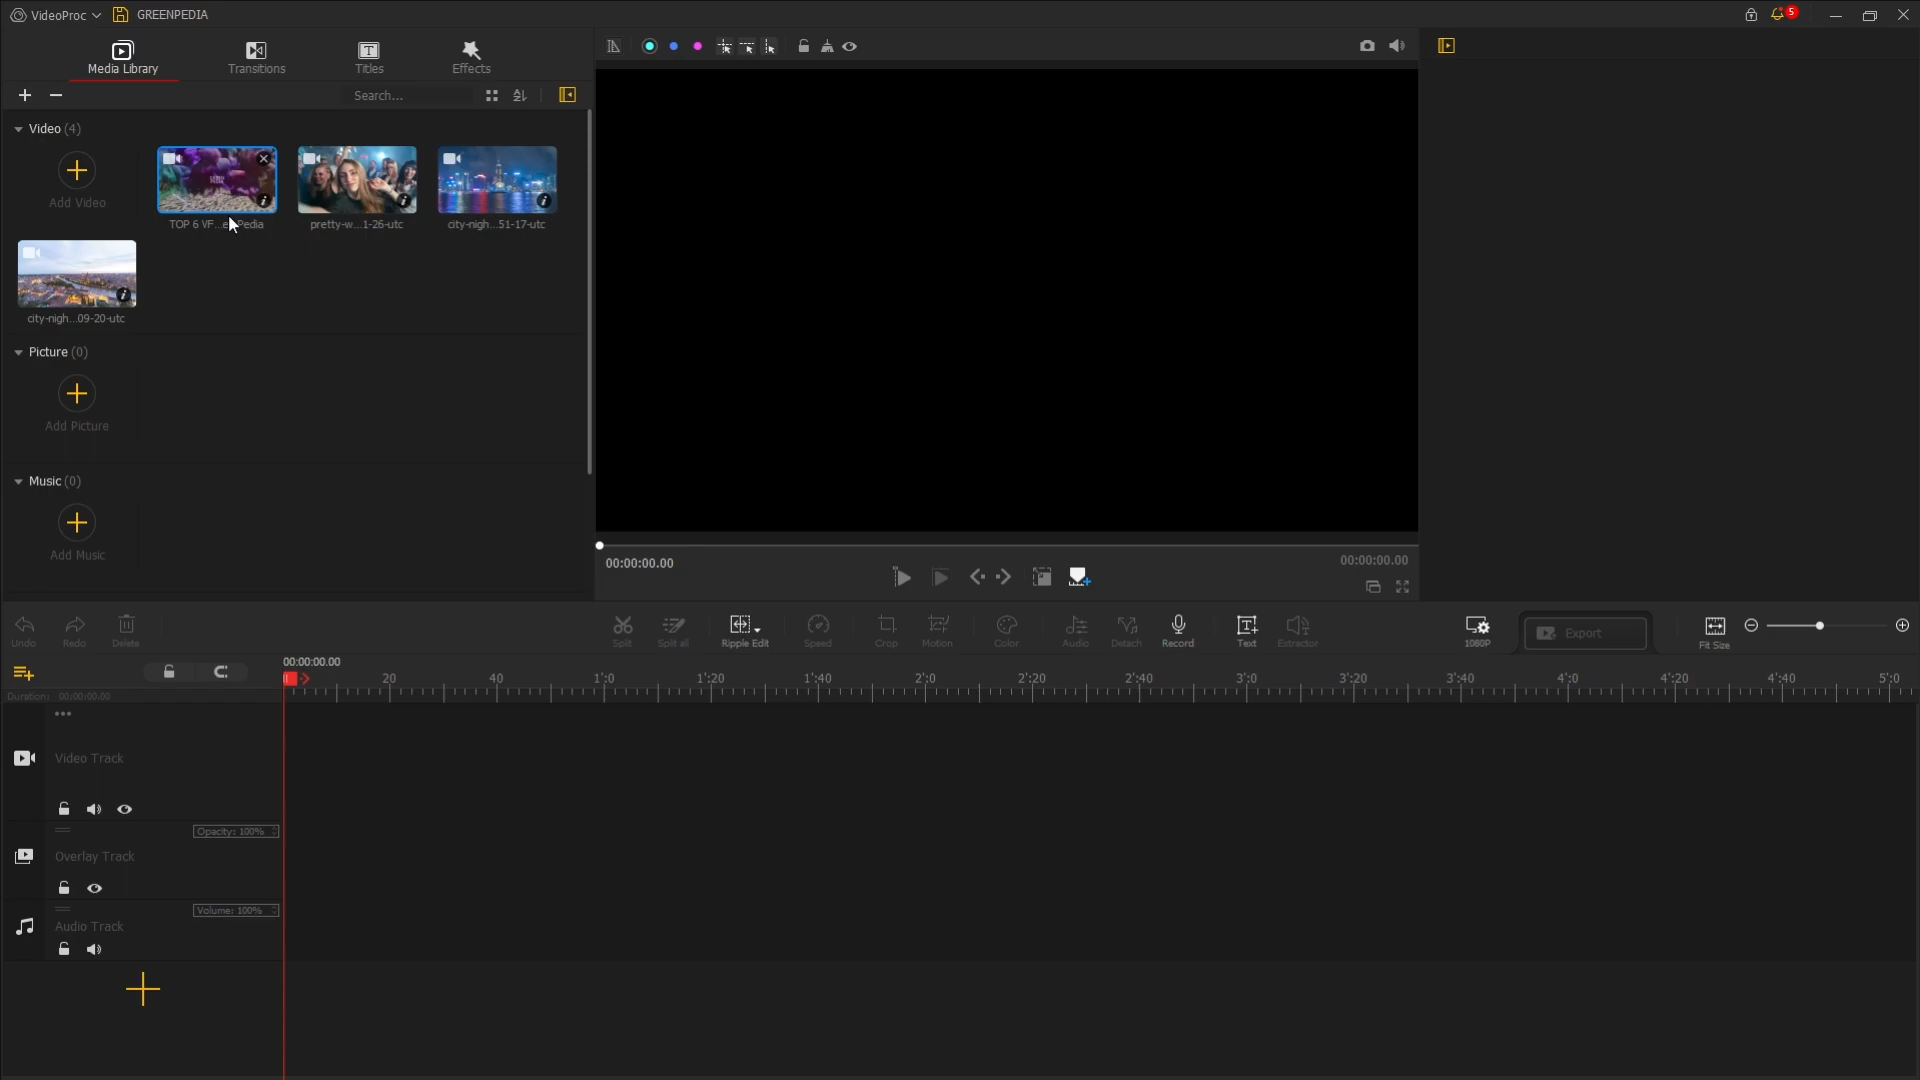 VideoProc GREENPEDIA 5
Media Library Transitions Titles Effects
Search...
Video (4)
Add Video
TOP 6 VF...e Pedia pretty-w...1-26-utc city-nigh...51-17-utc
city-nigh...09-20-utc
Picture (0)
Add Picture
Music (0)
Add Music
00:00:00.00 00:00:00.00
Undo Redo Delete Split Split all Ripple Edit Speed Crop Motion Color Audio Detach Record Text Extractor 1080P Export Fit Size
00:00:00.00
20 40 1':0 1':20 1':40 2':0 2':20 2':40 3':0 3':20 3':40 4':0 4':20 4':40 5':0
Duration: 00:00:00.00
Video Track
Opacity: 100%
Overlay Track
Volume: 100%
Audio Track